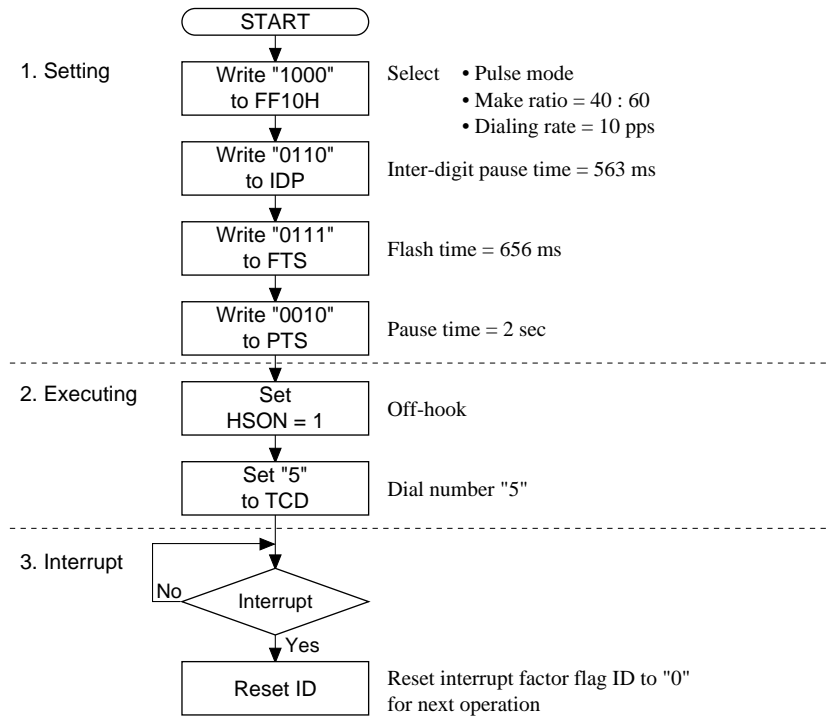 START
1. Setting
Write "1000"
to FF10H
Select • Pulse mode
• Make ratio = 40 : 60
• Dialing rate = 10 pps
Write "0110"
to IDP
Inter-digit pause time = 563 ms
Write "0111"
to FTS
Flash time = 656 ms
Write "0010"
to PTS
Pause time = 2 sec
2. Executing
Set
HSON = 1
Off-hook
Set "5"
to TCD
Dial number "5"
3. Interrupt
No
Interrupt
Yes
Reset ID
Reset interrupt factor flag ID to "0"
for next operation